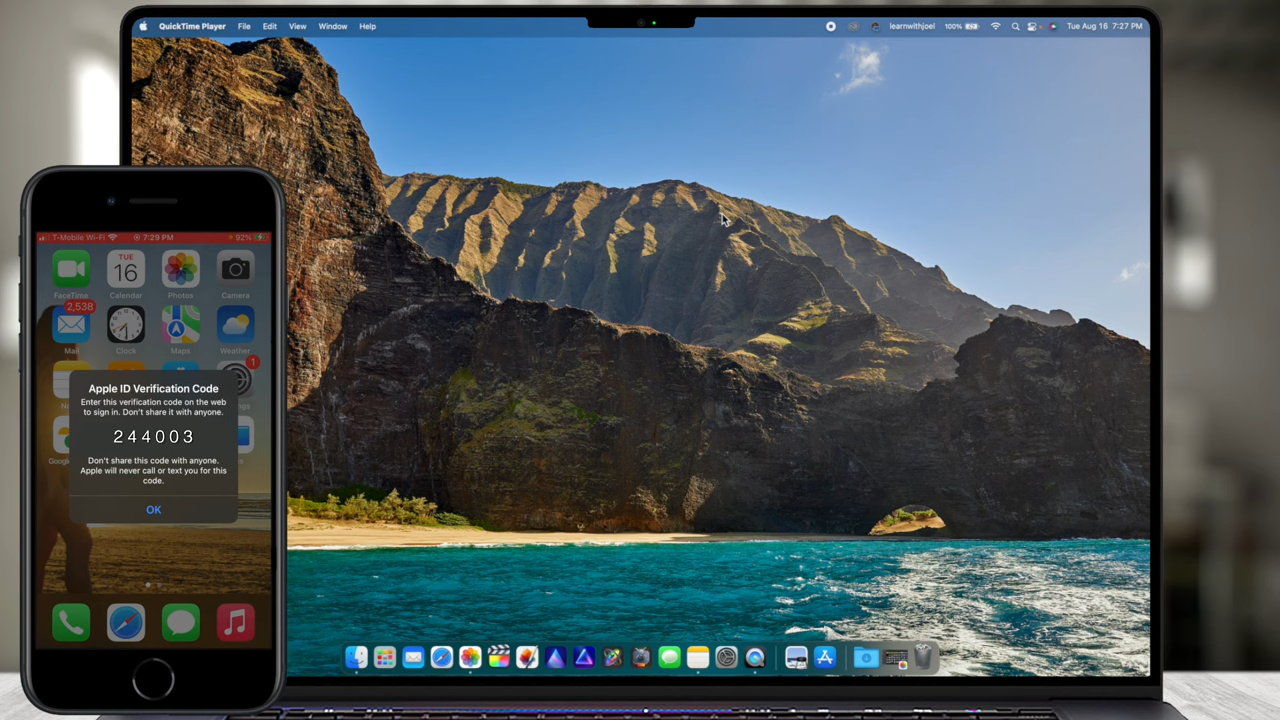 QuickTime Player File Edit View Window Help
learnwithjoel 100% Tue Aug 16 7:27 PM
T-Mobile Wi-Fi 7:29 PM 92%
TUE
16
FaceTime Calendar Photos Camera
2,538
Mail Clock Maps Weather
1
Apple ID Verification Code
Enter this verification code on the web
to sign in. Don't share it with anyone.
244003
Don't share this code with anyone.
Apple will never call or text you for this
code.
OK